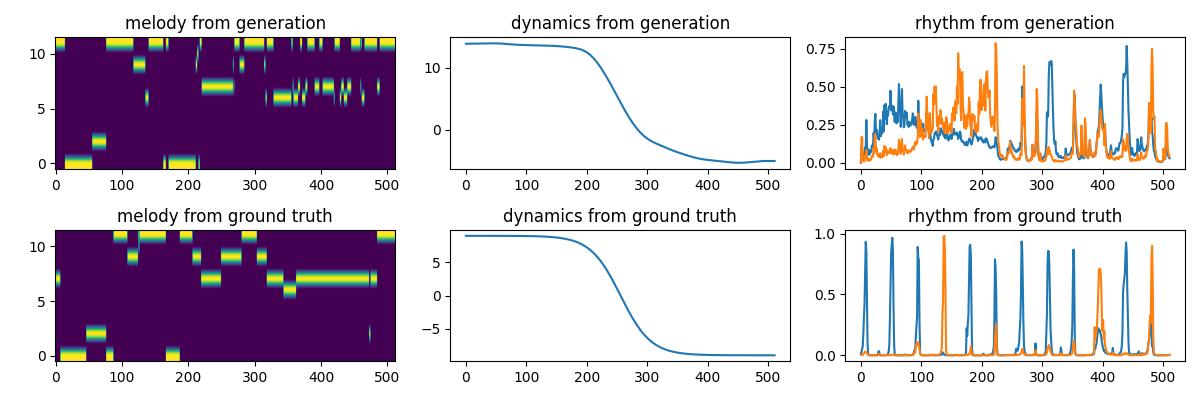 melody from generation
dynamics from generation
rhythm from generation
10
5
0
0 100 200 300 400 500
10
0
0 100 200 300 400 500
0.75
0.50
0.25
0.00
0 100 200 300 400 500
melody from ground truth
dynamics from ground truth
rhythm from ground truth
10
5
0
0 100 200 300 400 500
5
0
−5
0 100 200 300 400 500
1.0
0.5
0.0
0 100 200 300 400 500